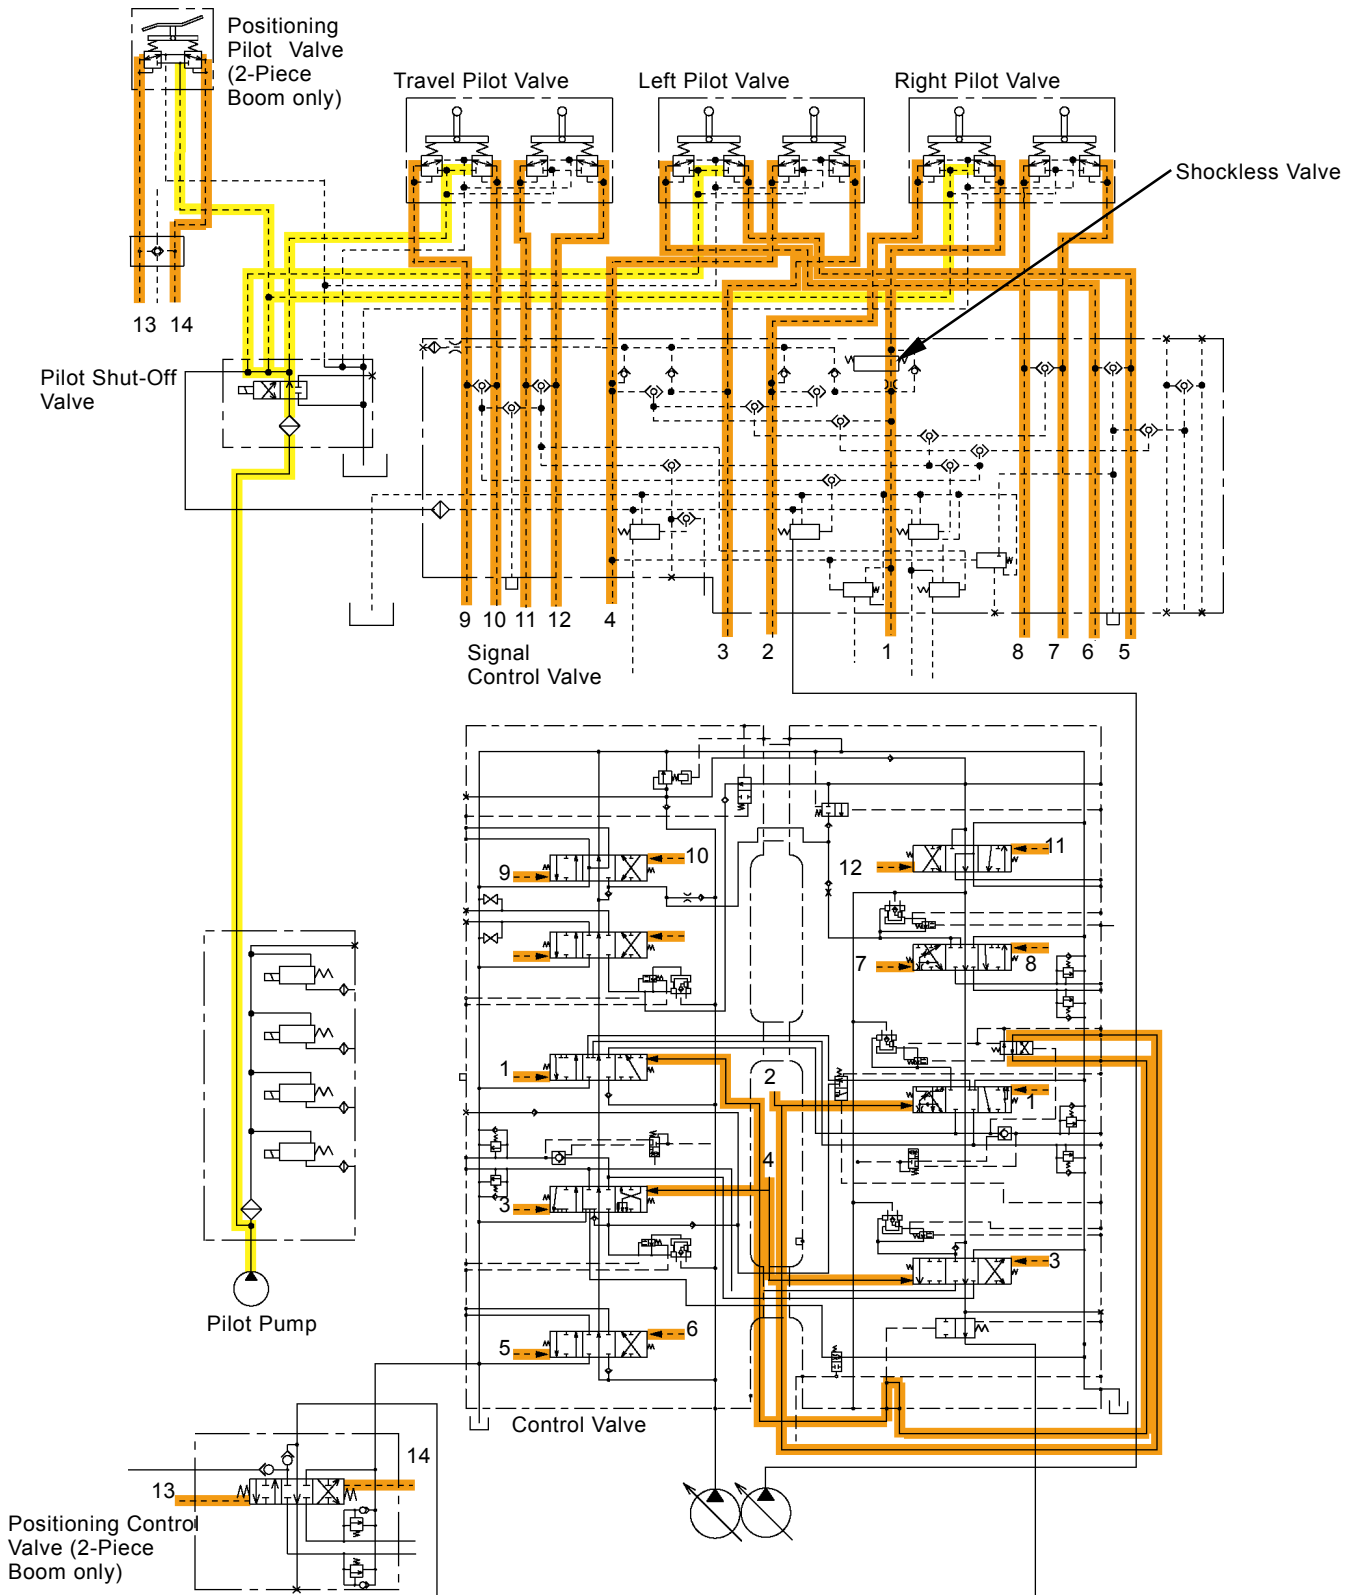 Positioning
Pilot Valve
(2-Piece
Boom only)
Travel Pilot Valve
Left Pilot Valve
Right Pilot Valve
Shockless Valve
13 14
Pilot Shut-Off
Valve
9 10 11 12 4
3 2 1 8 7 6 5
Signal
Control Valve
10
9
11
12
7
8
1
2
1
4
3
3
6
5
Pilot Pump
Control Valve
14
13
Positioning Control
Valve (2-Piece
Boom only)